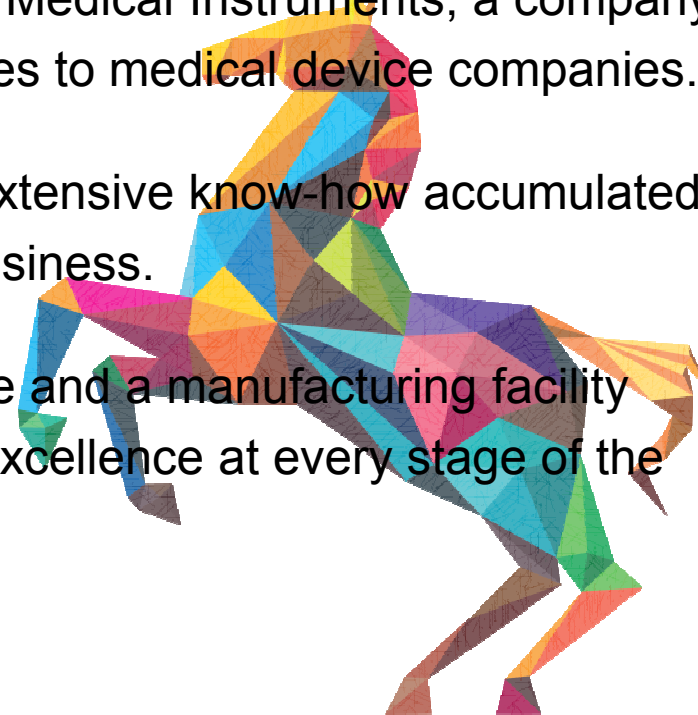 Medical Instruments, a company
es to medical device companies.
xtensive know-how accumulated
siness.
e and a manufacturing facility
xcellence at every stage of the